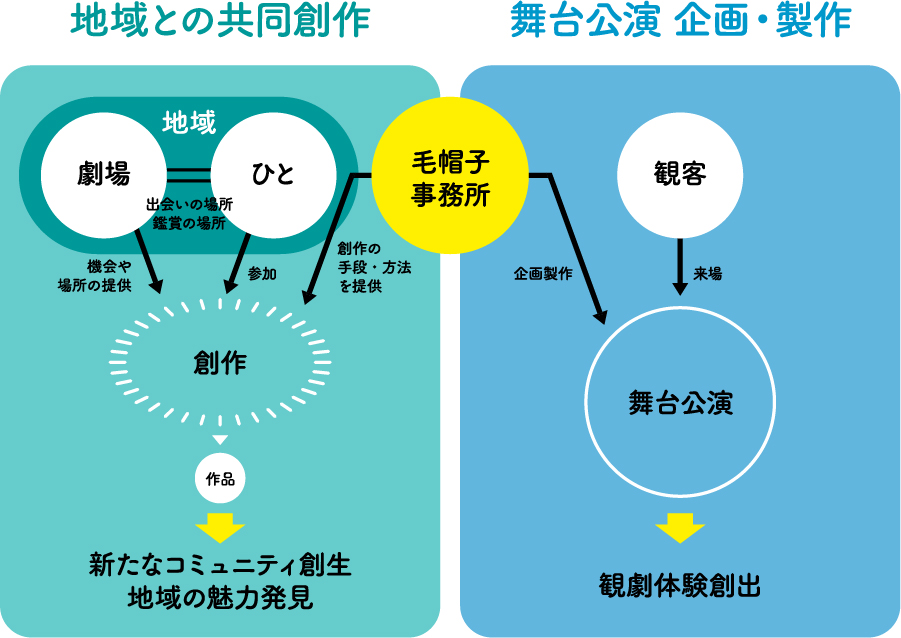 地域との共同創作
舞台公演 企画・製作
地域
劇場
ひと
出会いの場所
鑑賞の場所
毛帽子
事務所
観客
機会や
場所の提供
参加
創作の
手段・方法
を提供
企画製作
来場
創作
舞台公演
作品
新たなコミュニティ創生
地域の魅力発見
観劇体験創出